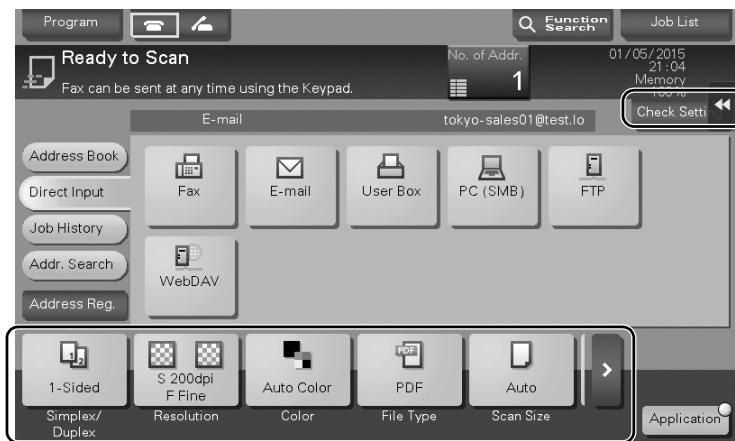 Program
Function
Search
Job List
Ready to Scan
Fax can be sent at any time using the Keypad.
No. of Addr.
1
01/05/2015
21:04
Memory
100%
Check Setti
E-mail
tokyo-sales01@test.lo
Address Book
Direct Input
Job History
Addr. Search
Address Reg.
Fax
E-mail
User Box
PC (SMB)
FTP
WebDAV
1-Sided
S 200dpi
F Fine
Auto Color
PDF
PDF
Auto
Simplex/
Duplex
Resolution
Color
File Type
Scan Size
Application